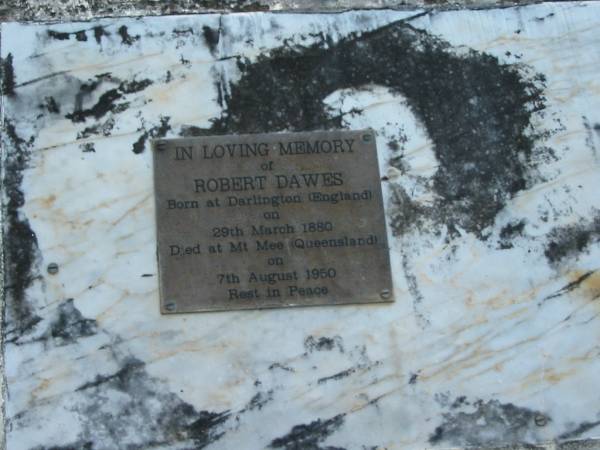 IN LOVING MEMORY
of
ROBERT DAWES
Born at Darlington (England)
on
29th March 1880
Died at Mt Mee (Queensland)
on
7th August 1950
Rest in Peace